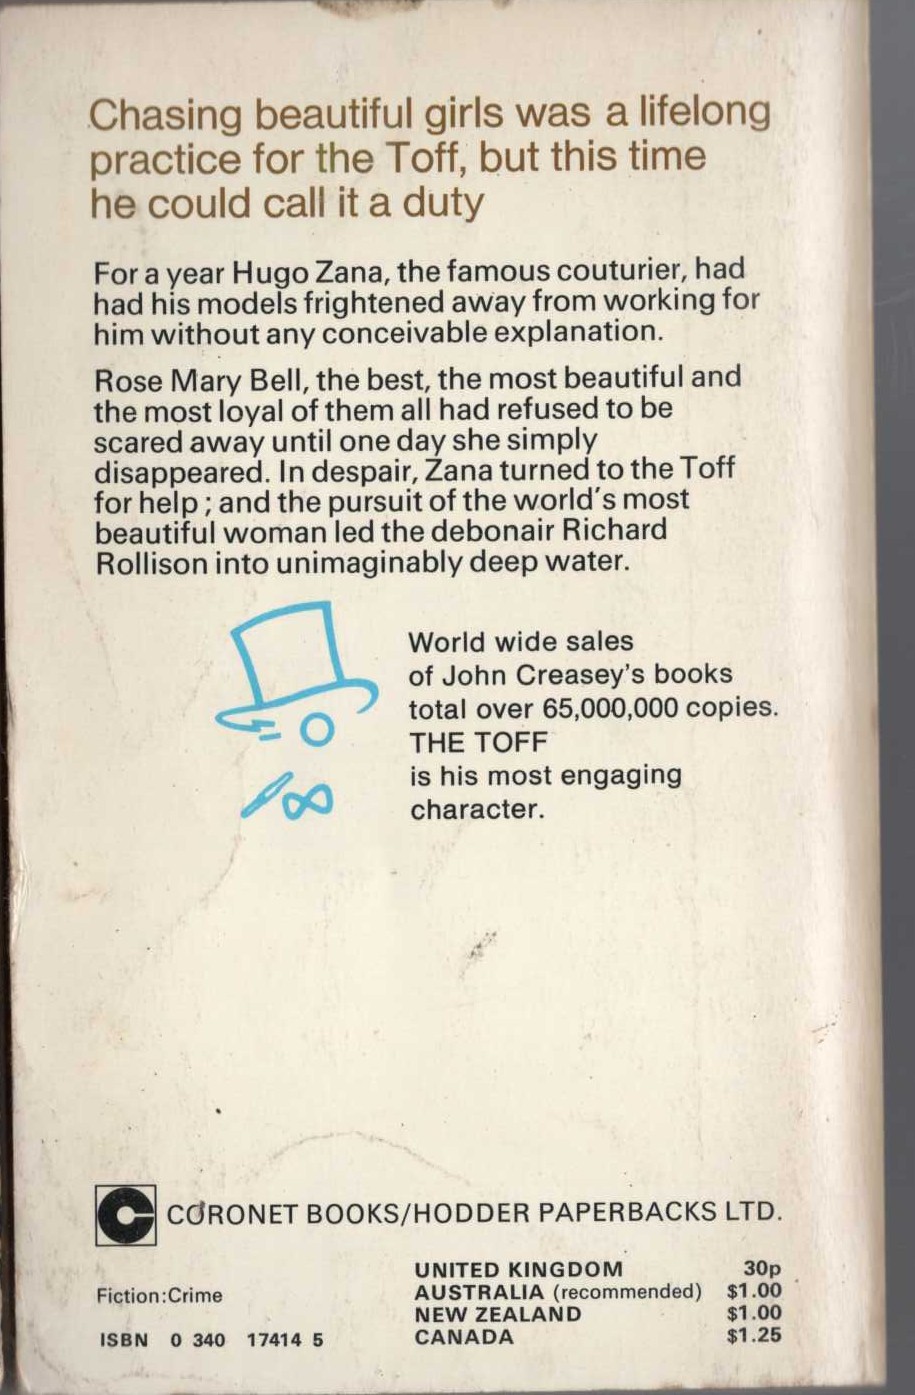 Chasing beautiful girls was a lifelong
practice for the Toff, but this time
he could call it a duty
For a year Hugo Zana, the famous couturier, had
had his models frightened away from working for
him without any conceivable explanation.
Rose Mary Bell, the best, the most beautiful and
the most loyal of them all had refused to be
scared away until one day she simply
disappeared. In despair, Zana turned to the Toff
for help; and the pursuit of the world's most
beautiful woman led the debonair Richard
Rollison into unimaginably deep water.
World wide sales
of John Creasey's books
total over 65,000,000 copies.
THE TOFF
is his most engaging
character.
CORONET BOOKS/HODDER PAPERBACKS LTD.
Fiction:Crime
ISBN 0 340 17414 5
UNITED KINGDOM 30p
AUSTRALIA (recommended) $1.00
NEW ZEALAND $1.00
CANADA $1.25